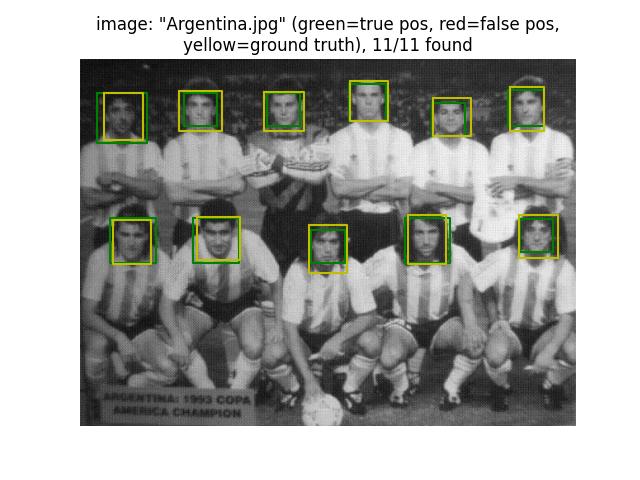 image: "Argentina.jpg" (green=true pos, red=false pos,
yellow=ground truth), 11/11 found
ARGENTINA: 1993 COPA
AMERICA CHAMPION